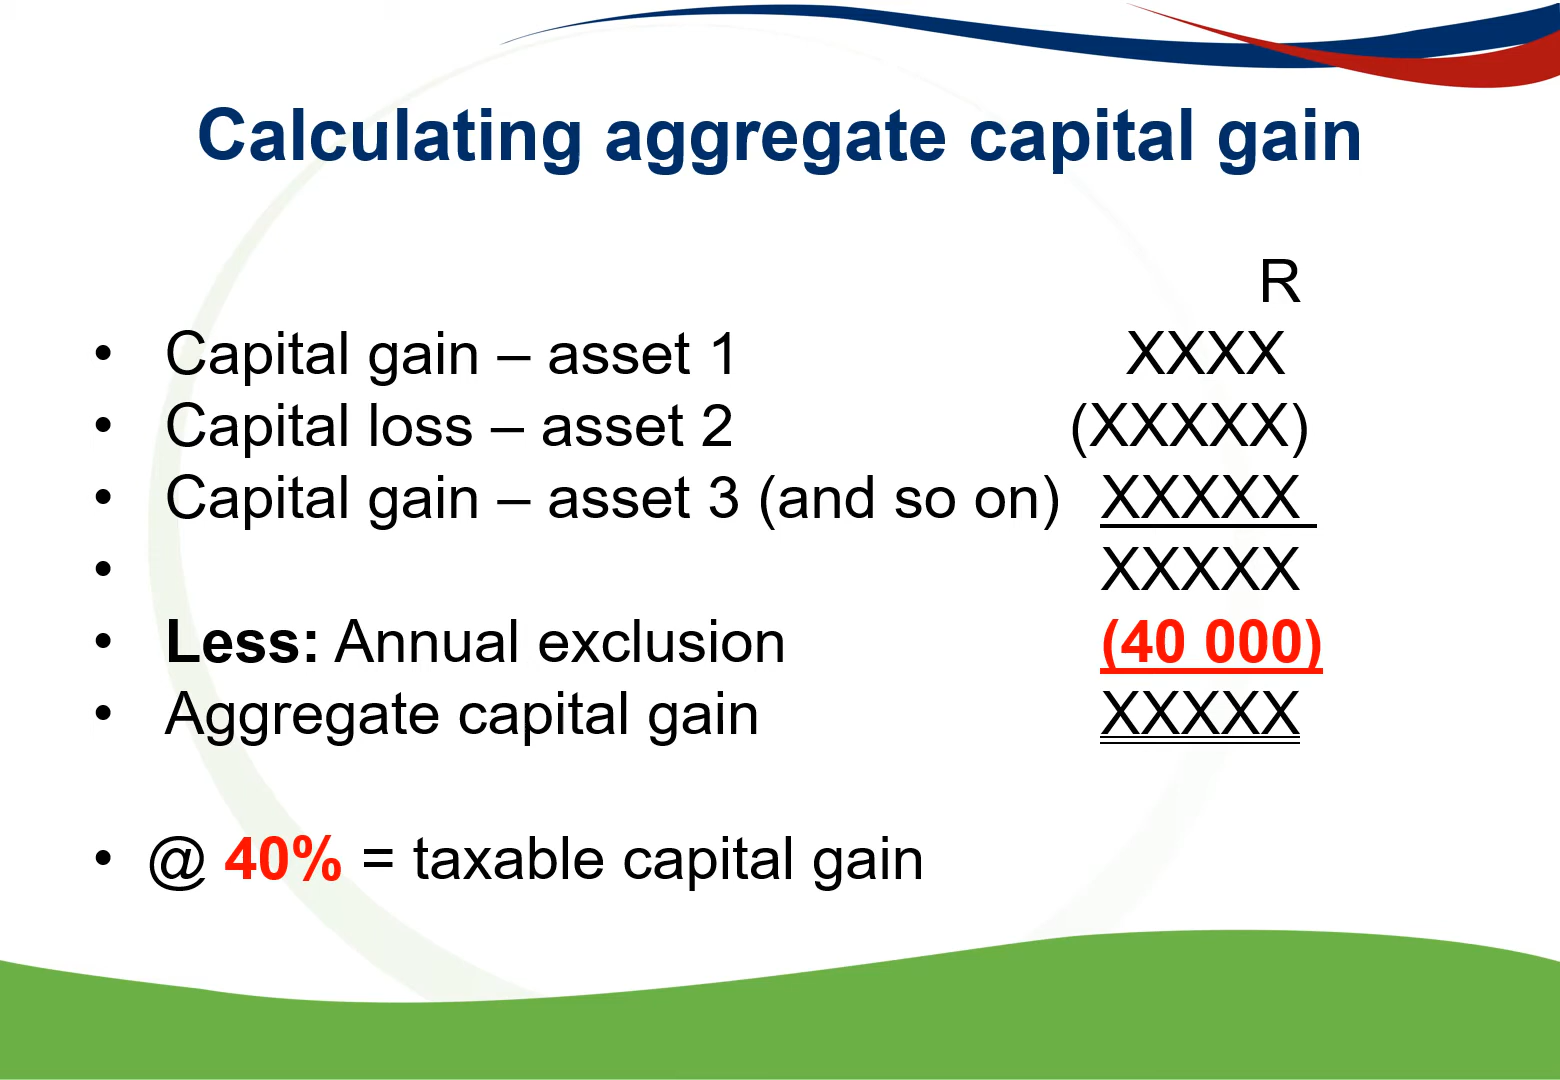 Calculating aggregate capital gain
R
• Capital gain – asset 1 XXXX
• Capital loss – asset 2 (XXXXX)
• Capital gain – asset 3 (and so on) XXXXX
• XXXXX
• Less: Annual exclusion (40 000)
• Aggregate capital gain XXXXX
• @ 40% = taxable capital gain